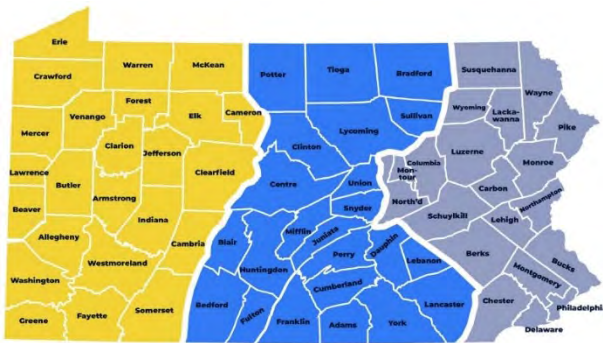 Erie
Crawford
Warren
McKean
Forest
Venango
Elk
Cameron
Mercer
Clarion
Jefferson
Clearfield
Lawrence
Butler
Armstrong
Beaver
Indiana
Allegheny
Cambria
Westmoreland
Washington
Somerset
Fayette
Greene
Potter
Tioga
Bradford
Sullivan
Lycoming
Clinton
Centre
Union
Snyder
Mifflin
Juniata
Blair
Huntingdon
Perry
Dauphin
Lebanon
Cumberland
Bedford
Fulton
Franklin
Adams
York
Lancaster
Susquehanna
Wayne
Wyoming
Lacka-
wanna
Pike
Luzerne
Columbia
Mon-
tour
Monroe
Carbon
North'd
Northampton
Schuylkill
Lehigh
Berks
Bucks
Montgomery
Chester
Philadelphi
Delaware